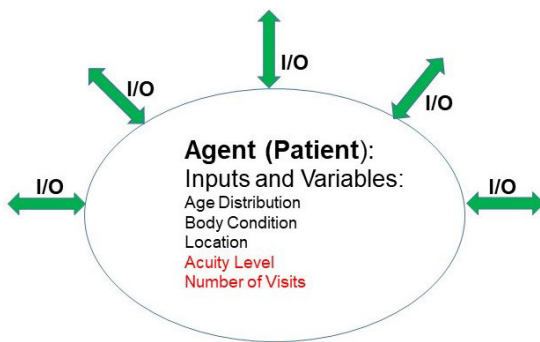 I/O
I/O
I/O
I/O
I/O
Agent (Patient):
Inputs and Variables:
Age Distribution
Body Condition
Location
Acuity Level
Number of Visits